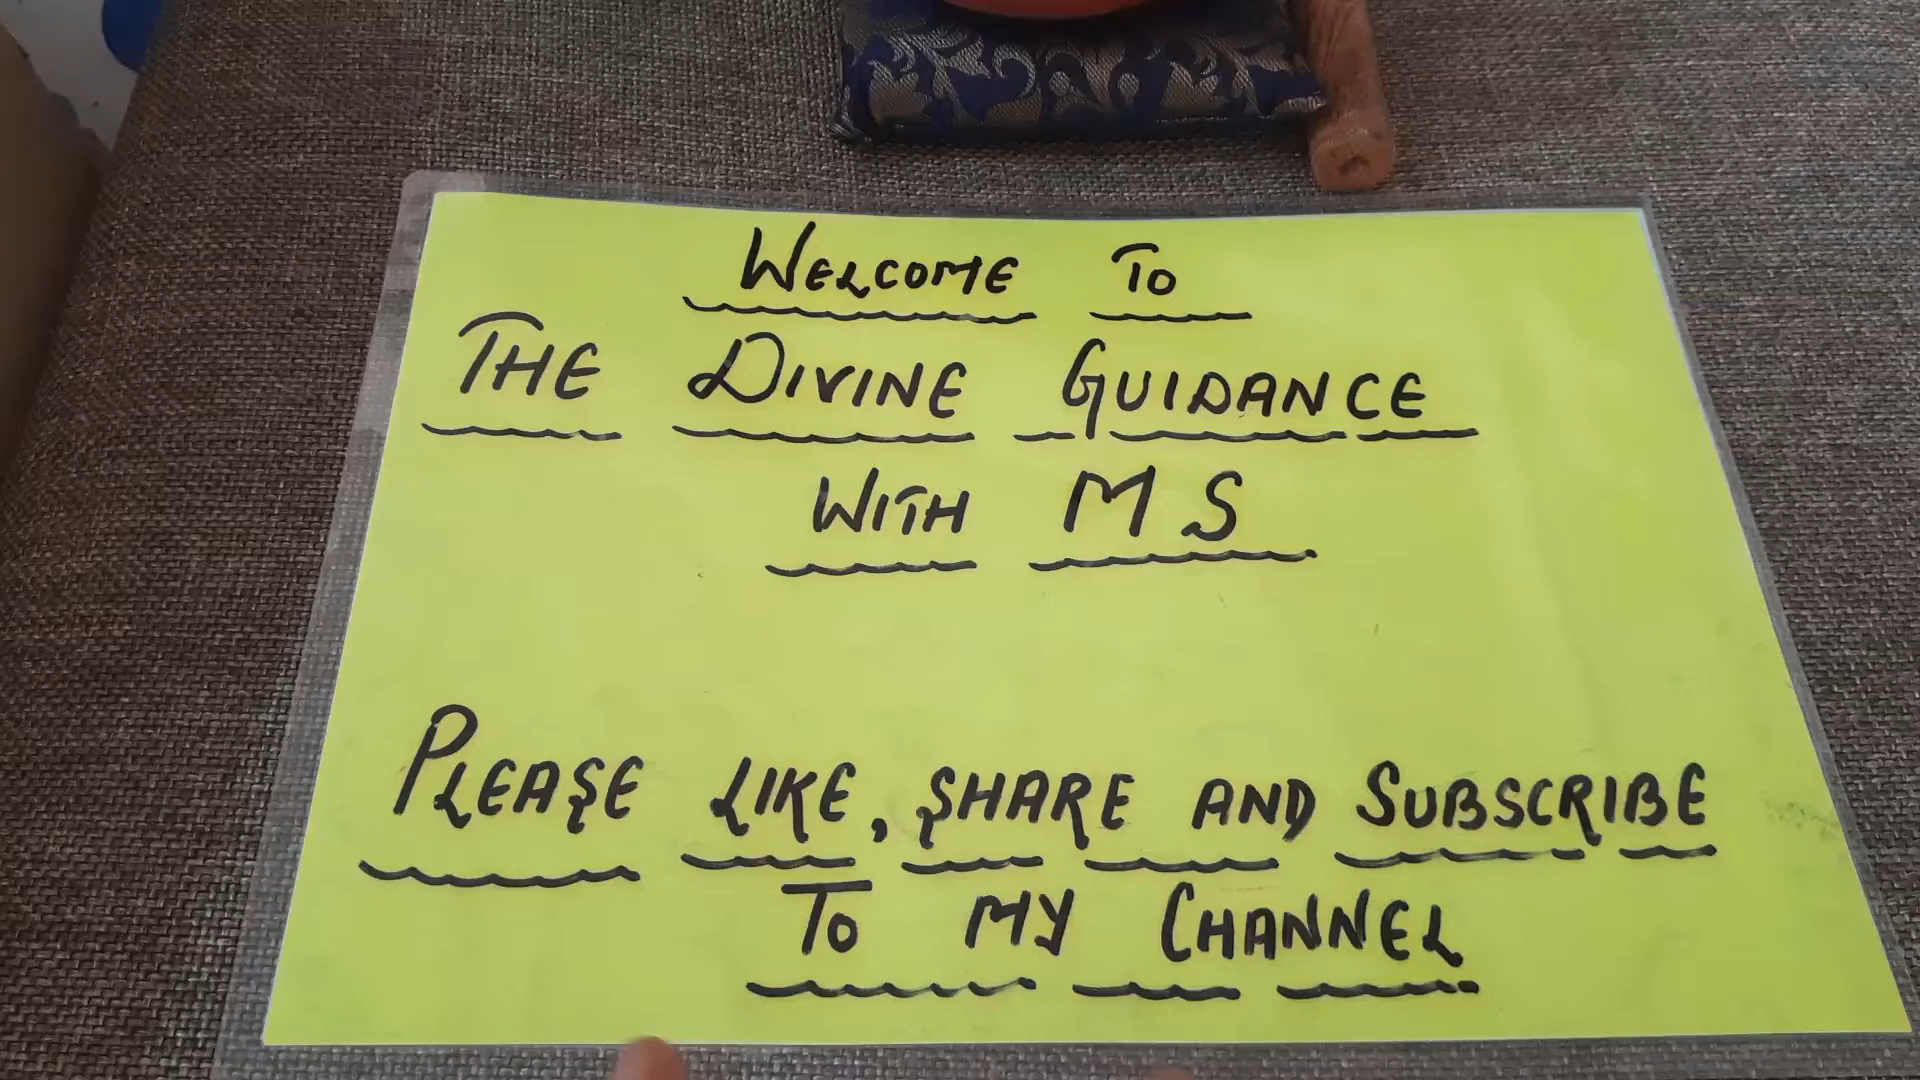 WELCOME TO
THE DIVINE GUIDANCE
WITH MS
PLEASE LIKE, SHARE AND SUBSCRIBE
TO MY CHANNEL